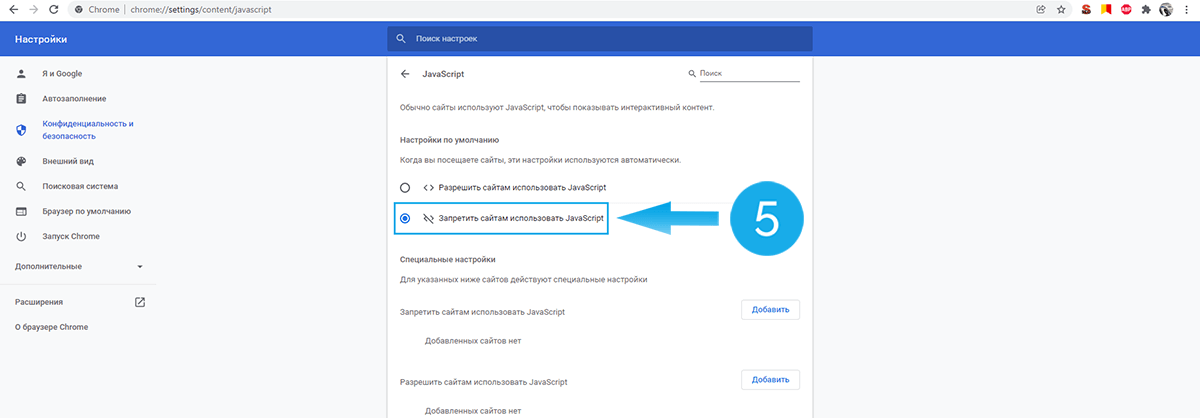 Chrome | chrome://settings/content/javascript
ABP
Настройки
Поиск настроек
Я и Google
Автозаполнение
Конфиденциальность и
безопасность
Внешний вид
Поисковая система
Браузер по умолчанию
Запуск Chrome
Дополнительные
Расширения
О браузере Chrome
JavaScript
Поиск
Обычно сайты используют JavaScript, чтобы показывать интерактивный контент.
Настройки по умолчанию
Когда вы посещаете сайты, эти настройки используются автоматически.
Разрешить сайтам использовать JavaScript
Запретить сайтам использовать JavaScript
5
Специальные настройки
Для указанных ниже сайтов действуют специальные настройки
Запретить сайтам использовать JavaScript
Добавить
Добавленных сайтов нет
Разрешить сайтам использовать JavaScript
Добавить
Добавленных сайтов нет